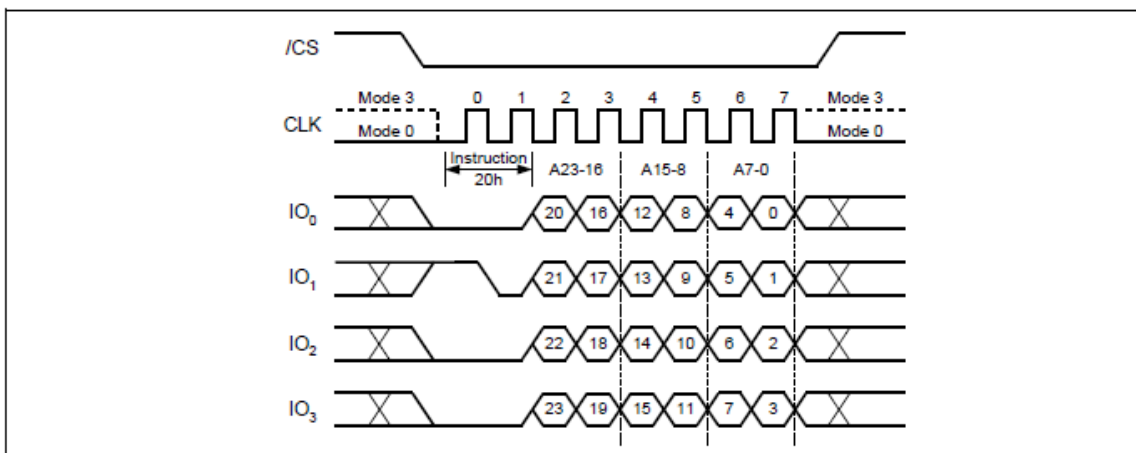 /CS
Mode 3 0 1 2 3 4 5 6 7 Mode 3
CLK
Mode 0 Mode 0
Instruction
20h A23-16 A15-8 A7-0
IO0 20 16 12 8 4 0
IO1 21 17 13 9 5 1
IO2 22 18 14 10 6 2
IO3 23 19 15 11 7 3